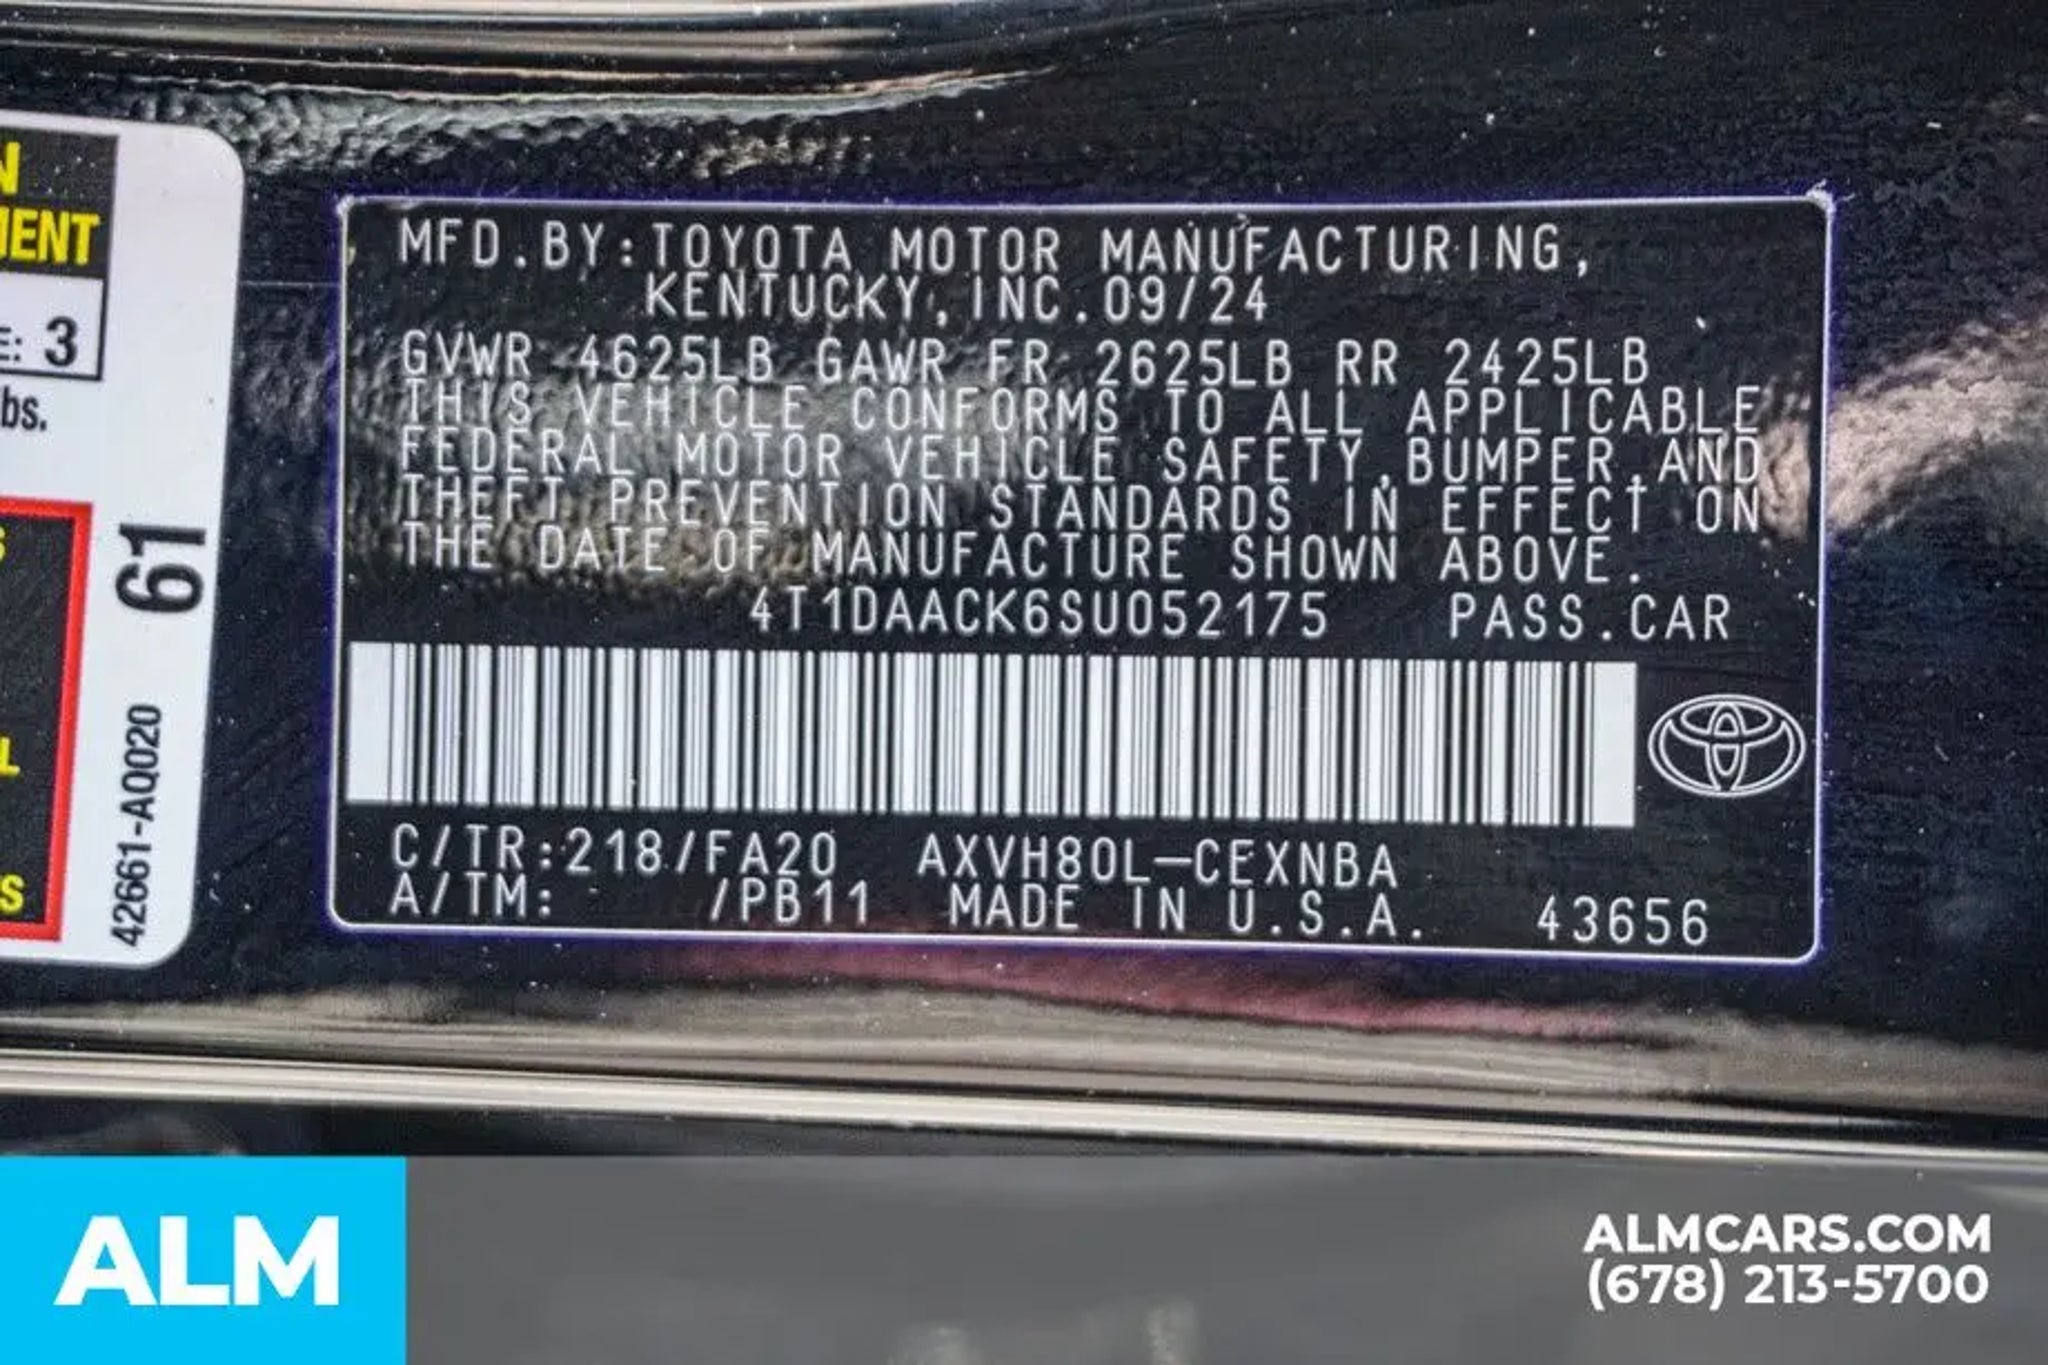 N
MENT
E: 3
bs.
61
42661-AQ020
S
L
S
MFD.BY:TOYOTA MOTOR MANUFACTURING,
KENTUCKY,INC.09/24
GVWR 4625LB GAWR FR 2625LB RR 2425LB
THIS VEHICLE CONFORMS TO ALL APPLICABLE
FEDERAL MOTOR VEHICLE SAFETY,BUMPER,AND
THEFT PREVENTION STANDARDS IN EFFECT ON
THE DATE OF MANUFACTURE SHOWN ABOVE.
4T1DAACK6SU052175 PASS.CAR
C/TR:218/FA20 AXVH80L-CEXNBA
A/TM: /PB11 MADE IN U.S.A. 43656
ALM
ALMCARS.COM
(678) 213-5700